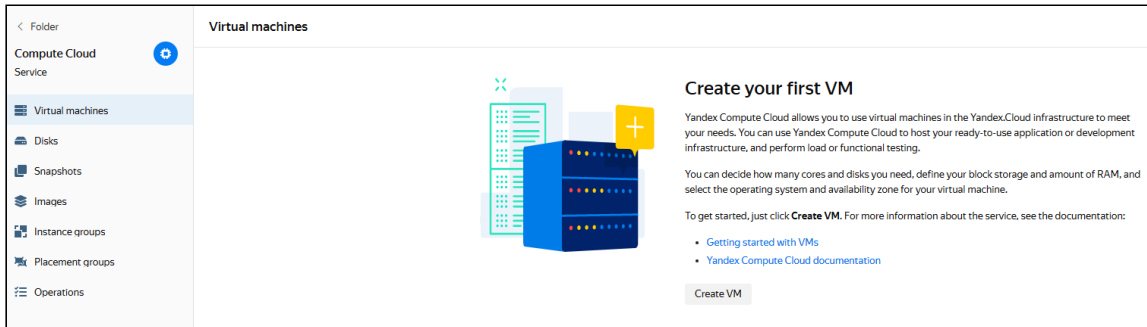 Folder
Compute Cloud
Service
Virtual machines
Disks
Snapshots
Images
Instance groups
Placement groups
Operations
Virtual machines
Create your first VM
Yandex Compute Cloud allows you to use virtual machines in the Yandex.Cloud infrastructure to meet
your needs. You can use Yandex Compute Cloud to host your ready-to-use application or development
infrastructure, and perform load or functional testing.
You can decide how many cores and disks you need, define your block storage and amount of RAM, and
select the operating system and availability zone for your virtual machine.
To get started, just click Create VM. For more information about the service, see the documentation:
• Getting started with VMs
• Yandex Compute Cloud documentation
Create VM